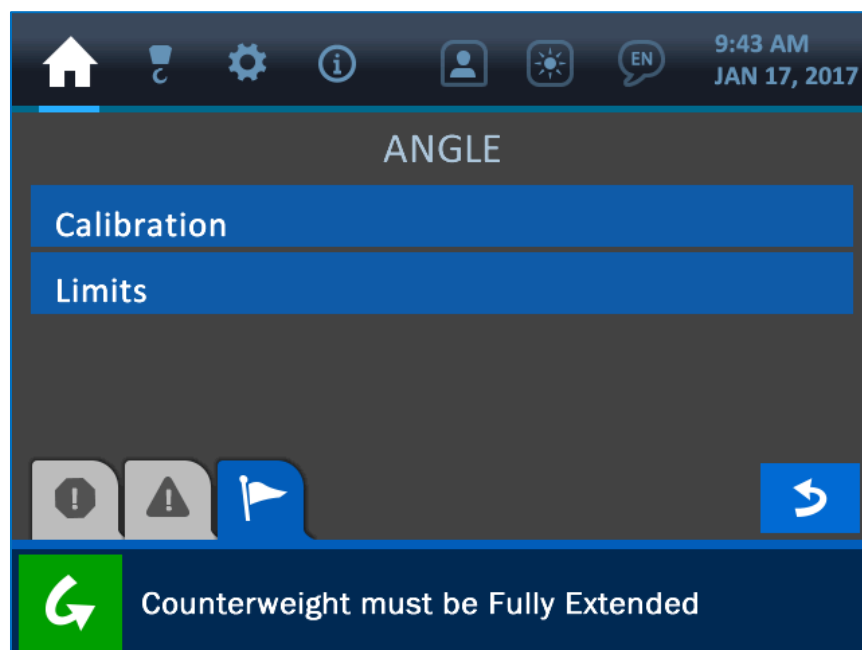 EN
9:43 AM
JAN 17, 2017
ANGLE
Calibration
Limits
Counterweight must be Fully Extended